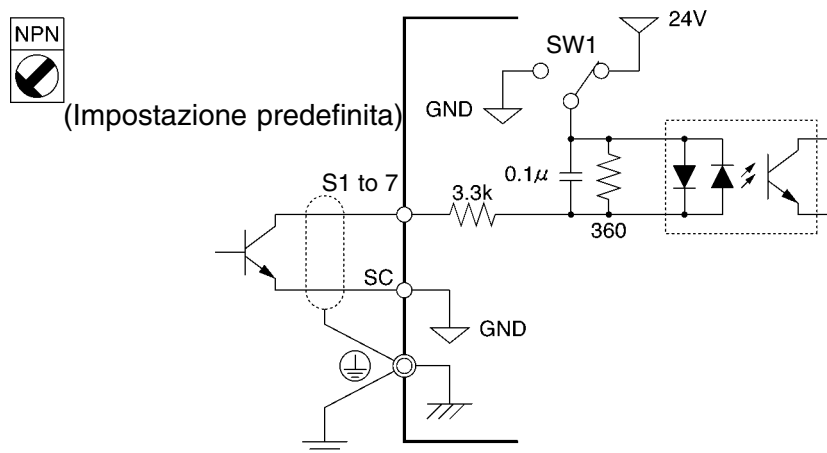 NPN
24V
SW1
GND
(Impostazione predefinita)
S1 to 7
0.1μ
3.3k
360
SC
GND